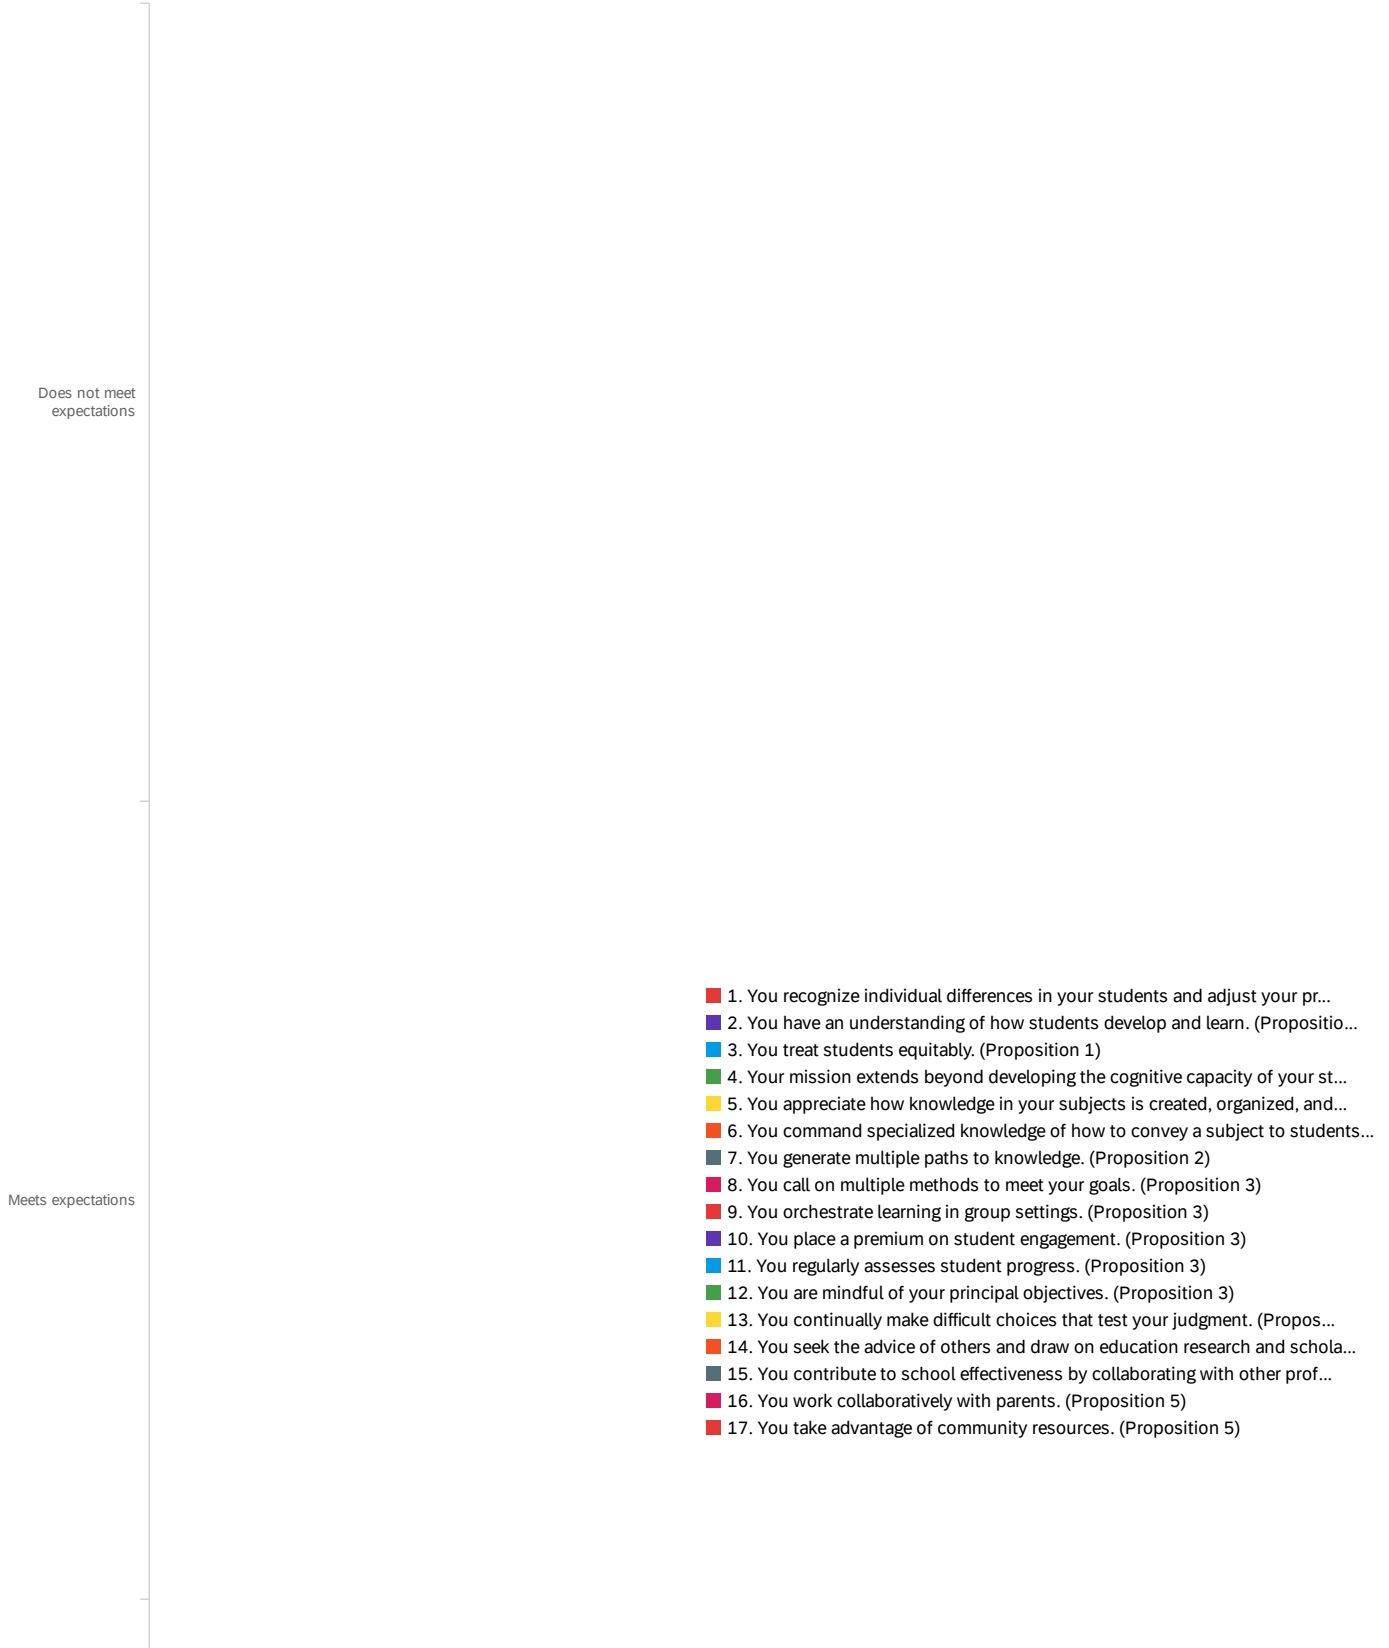 Does not meet
expectations
1. You recognize individual differences in your students and adjust your pr...
2. You have an understanding of how students develop and learn. (Propositio...
3. You treat students equitably. (Proposition 1)
4. Your mission extends beyond developing the cognitive capacity of your st...
5. You appreciate how knowledge in your subjects is created, organized, and...
6. You command specialized knowledge of how to convey a subject to students...
7. You generate multiple paths to knowledge. (Proposition 2)
8. You call on multiple methods to meet your goals. (Proposition 3)
Meets expectations
9. You orchestrate learning in group settings. (Proposition 3)
10. You place a premium on student engagement. (Proposition 3)
11. You regularly assesses student progress. (Proposition 3)
12. You are mindful of your principal objectives. (Proposition 3)
13. You continually make difficult choices that test your judgment. (Propos...
14. You seek the advice of others and draw on education research and schola...
15. You contribute to school effectiveness by collaborating with other prof...
16. You work collaboratively with parents. (Proposition 5)
17. You take advantage of community resources. (Proposition 5)